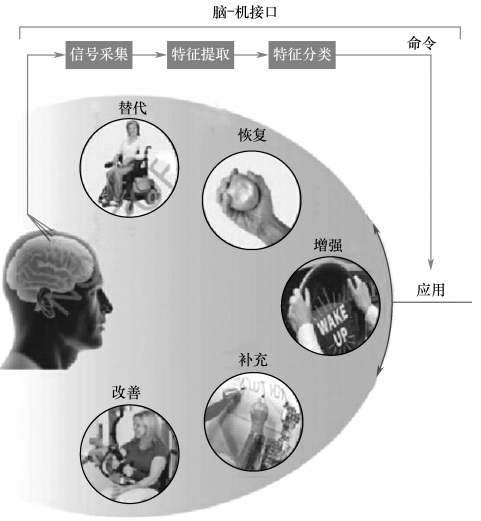 脑-机接口
信号采集
特征提取
特征分类
命令
替代
恢复
增强
WAKE
UP
应用
补充
改善